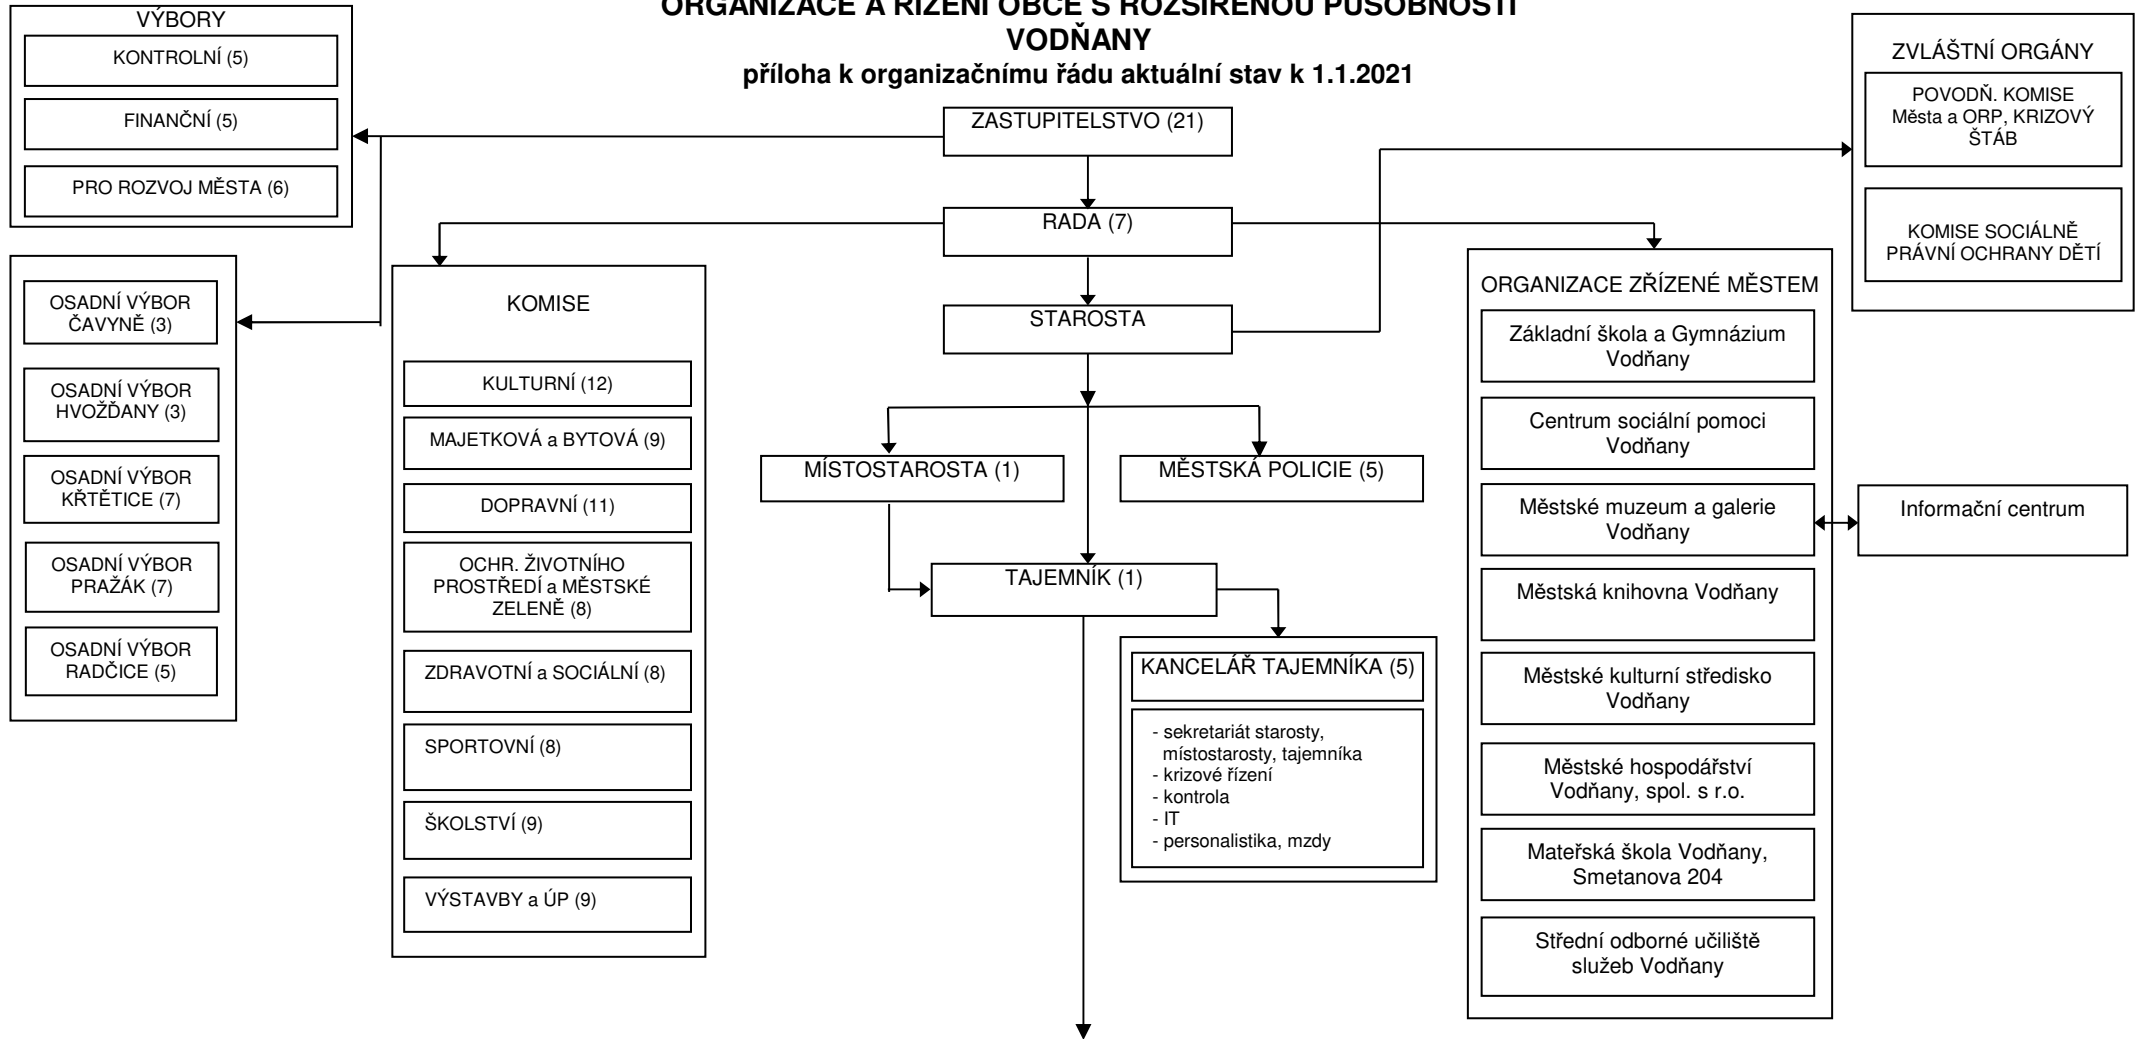 ORGANIZACE A ŘÍZENÍ OBCE S ROZŠÍŘENOU PŮSOBNOSTÍ
VODŇANY
příloha k organizačnímu řádu aktuální stav k 1.1.2021
VÝBORY
KONTROLNÍ (5)
FINANČNÍ (5)
PRO ROZVOJ MĚSTA (6)
OSADNÍ VÝBOR
ČAVYNĚ (3)
OSADNÍ VÝBOR
HVOŽĎANY (3)
OSADNÍ VÝBOR
KŘTĚTICE (7)
OSADNÍ VÝBOR
PRAŽÁK (7)
OSADNÍ VÝBOR
RADČICE (5)
KOMISE
KULTURNÍ (12)
MAJETKOVÁ a BYTOVÁ (9)
DOPRAVNÍ (11)
OCHR. ŽIVOTNÍHO
PROSTŘEDÍ a MĚSTSKÉ
ZELENĚ (8)
ZDRAVOTNÍ a SOCIÁLNÍ (8)
SPORTOVNÍ (8)
ŠKOLSTVÍ (9)
VÝSTAVBY a ÚP (9)
ZASTUPITELSTVO (21)
RADA (7)
STAROSTA
MÍSTOSTAROSTA (1)
MĚSTSKÁ POLICIE (5)
TAJEMNÍK (1)
KANCELÁŘ TAJEMNÍKA (5)
- sekretariát starosty,
místostarosty, tajemníka
- krizové řízení
- kontrola
- IT
- personalistika, mzdy
ORGANIZACE ZŘÍZENÉ MĚSTEM
Základní škola a Gymnázium
Vodňany
Centrum sociální pomoci
Vodňany
Městské muzeum a galerie
Vodňany
Městská knihovna Vodňany
Městské kulturní středisko
Vodňany
Městské hospodářství
Vodňany, spol. s r.o.
Mateřská škola Vodňany,
Smetanova 204
Střední odborné učiliště
služeb Vodňany
Informační centrum
ZVLÁŠTNÍ ORGÁNY
POVODŇ. KOMISE
Města a ORP, KRIZOVÝ
ŠTÁB
KOMISE SOCIÁLNĚ
PRÁVNÍ OCHRANY DĚTÍ